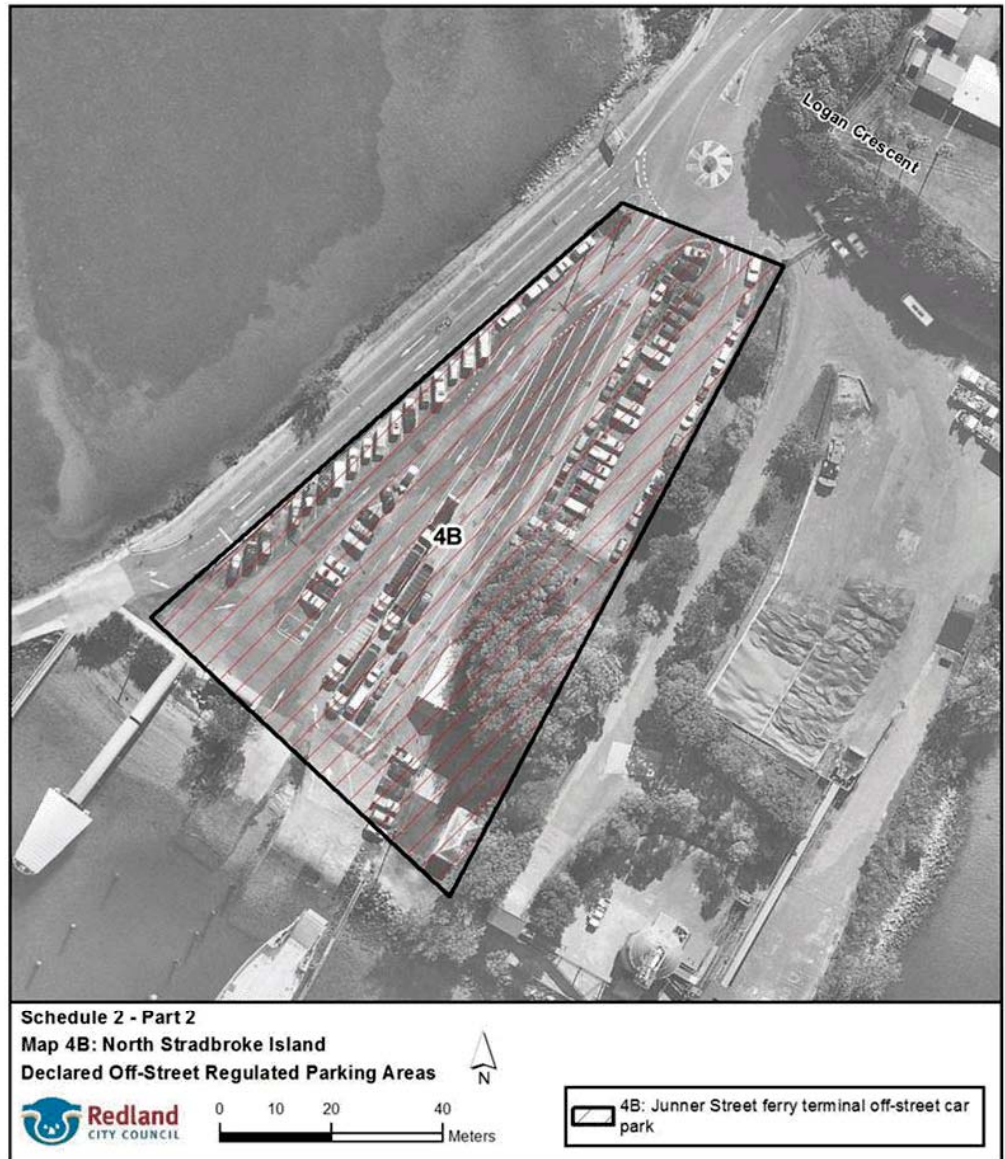 Logan Crescent
4B
Schedule 2 - Part 2
Map 4B: North Stradbroke Island
Declared Off-Street Regulated Parking Areas
N
Redland
CITY COUNCIL
0 10 20 40
Meters
4B: Junner Street ferry terminal off-street car
park